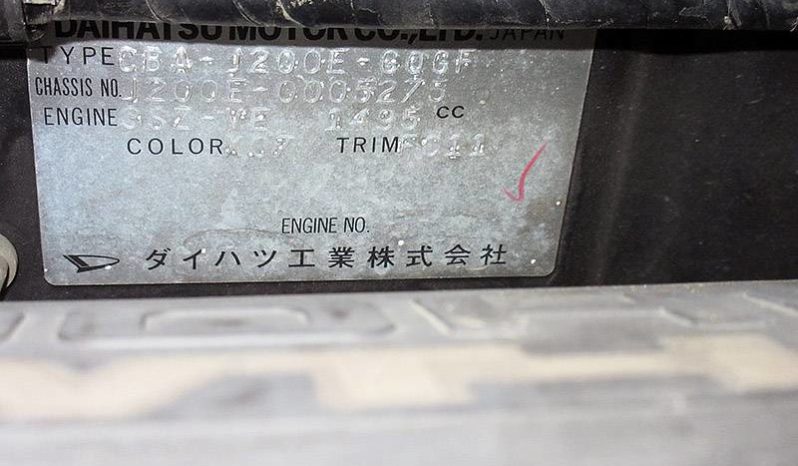 DAIHATSU MOTOR CO.,LTD. JAPAN
TYPE CBA-J200E-GQGF
CHASSIS NO. J200E-0005275
ENGINE 3SZ-VE 1495 CC
COLOR TRIM FC11
ENGINE NO.
ダイハツ工業株式会社